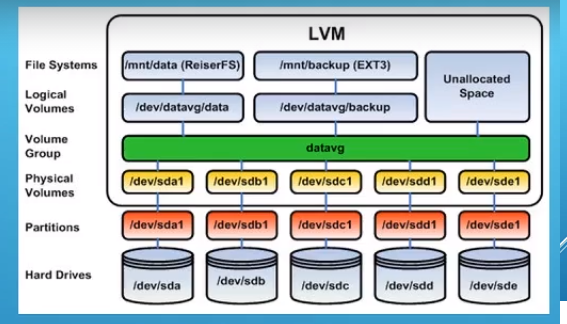 LVM
File Systems
/mnt/data (ReiserFS)
/mnt/backup (EXT3)
Unallocated
Space
Logical
Volumes
/dev/datavg/data
/dev/datavg/backup
Volume
Group
datavg
Physical
Volumes
/dev/sda1
/dev/sdb1
/dev/sdc1
/dev/sdd1
/dev/sde1
Partitions
/dev/sda1
/dev/sdb1
/dev/sdc1
/dev/sdd1
/dev/sde1
Hard Drives
/dev/sda
/dev/sdb
/dev/sdc
/dev/sdd
/dev/sde